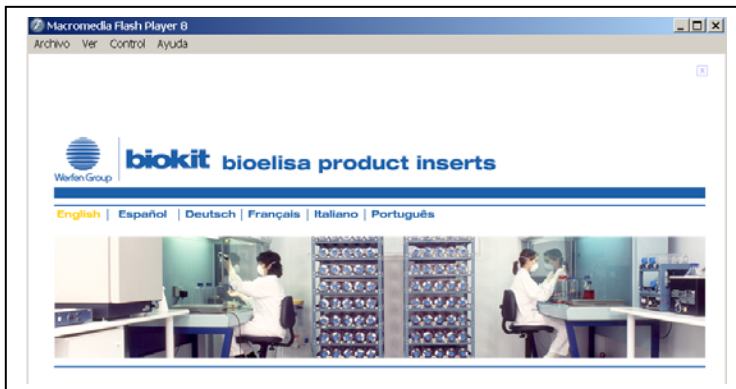 Macromedia Flash Player 8
Archivo Ver Control Ayuda
x
Werfen Group
biokit bioelisa product inserts
English | Español | Deutsch | Français | Italiano | Português